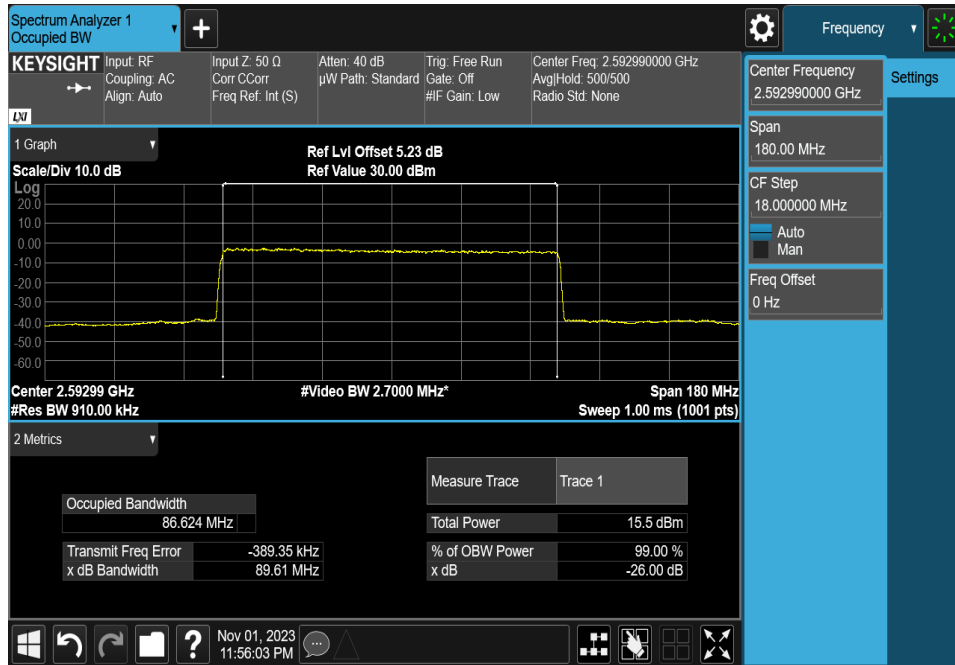 Spectrum Analyzer 1
Occupied BW
+
Frequency
KEYSIGHT
LXI
Input: RF
Coupling: AC
Align: Auto
Input Z: 50 Ω
Corr CCorr
Freq Ref: Int (S)
Atten: 40 dB
µW Path: Standard
Trig: Free Run
Gate: Off
#IF Gain: Low
Center Freq: 2.592990000 GHz
Avg|Hold: 500/500
Radio Std: None
Center Frequency
2.592990000 GHz
Settings
Span
180.00 MHz
CF Step
18.000000 MHz
Auto
Man
Freq Offset
0 Hz
1 Graph
Scale/Div 10.0 dB
Ref Lvl Offset 5.23 dB
Ref Value 30.00 dBm
Log
20.0
10.0
0.00
-10.0
-20.0
-30.0
-40.0
-50.0
-60.0
Center 2.59299 GHz
#Video BW 2.7000 MHz*
Span 180 MHz
#Res BW 910.00 kHz
Sweep 1.00 ms (1001 pts)
2 Metrics
Measure Trace
Trace 1
Occupied Bandwidth
86.624 MHz
Total Power
15.5 dBm
Transmit Freq Error
-389.35 kHz
% of OBW Power
99.00 %
x dB Bandwidth
89.61 MHz
x dB
-26.00 dB
?
Nov 01, 2023
11:56:03 PM